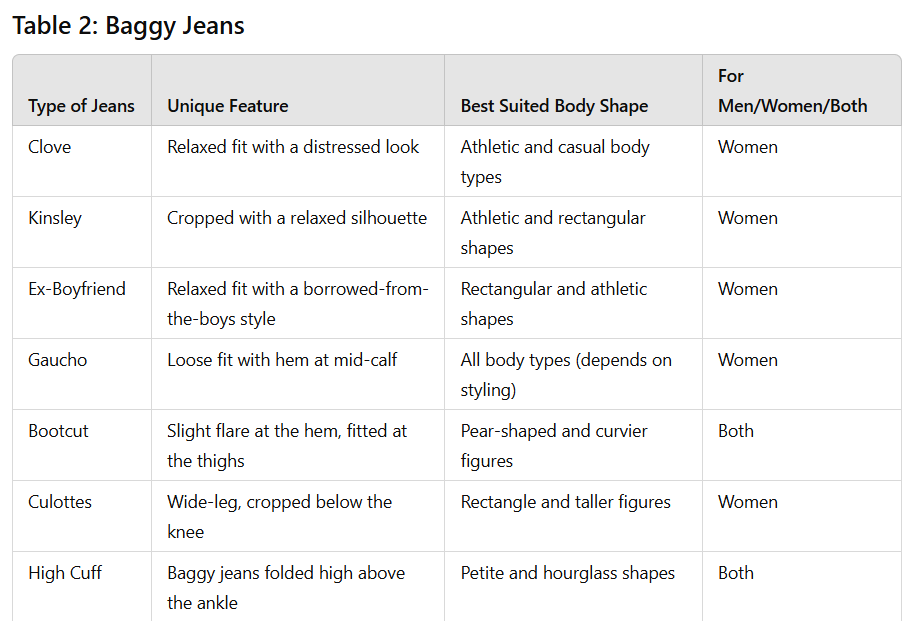 Table 2: Baggy Jeans
For
Type of Jeans Unique Feature Best Suited Body Shape Men/Women/Both
Clove Relaxed fit with a distressed look Athletic and casual body Women
types
Kinsley Cropped with a relaxed silhouette Athletic and rectangular Women
shapes
Ex-Boyfriend Relaxed fit with a borrowed-from- Rectangular and athletic Women
the-boys style shapes
Gaucho Loose fit with hem at mid-calf All body types (depends on Women
styling)
Bootcut Slight flare at the hem, fitted at Pear-shaped and curvier Both
the thighs figures
Culottes Wide-leg, cropped below the Rectangle and taller figures Women
knee
High Cuff Baggy jeans folded high above Petite and hourglass shapes Both
the ankle